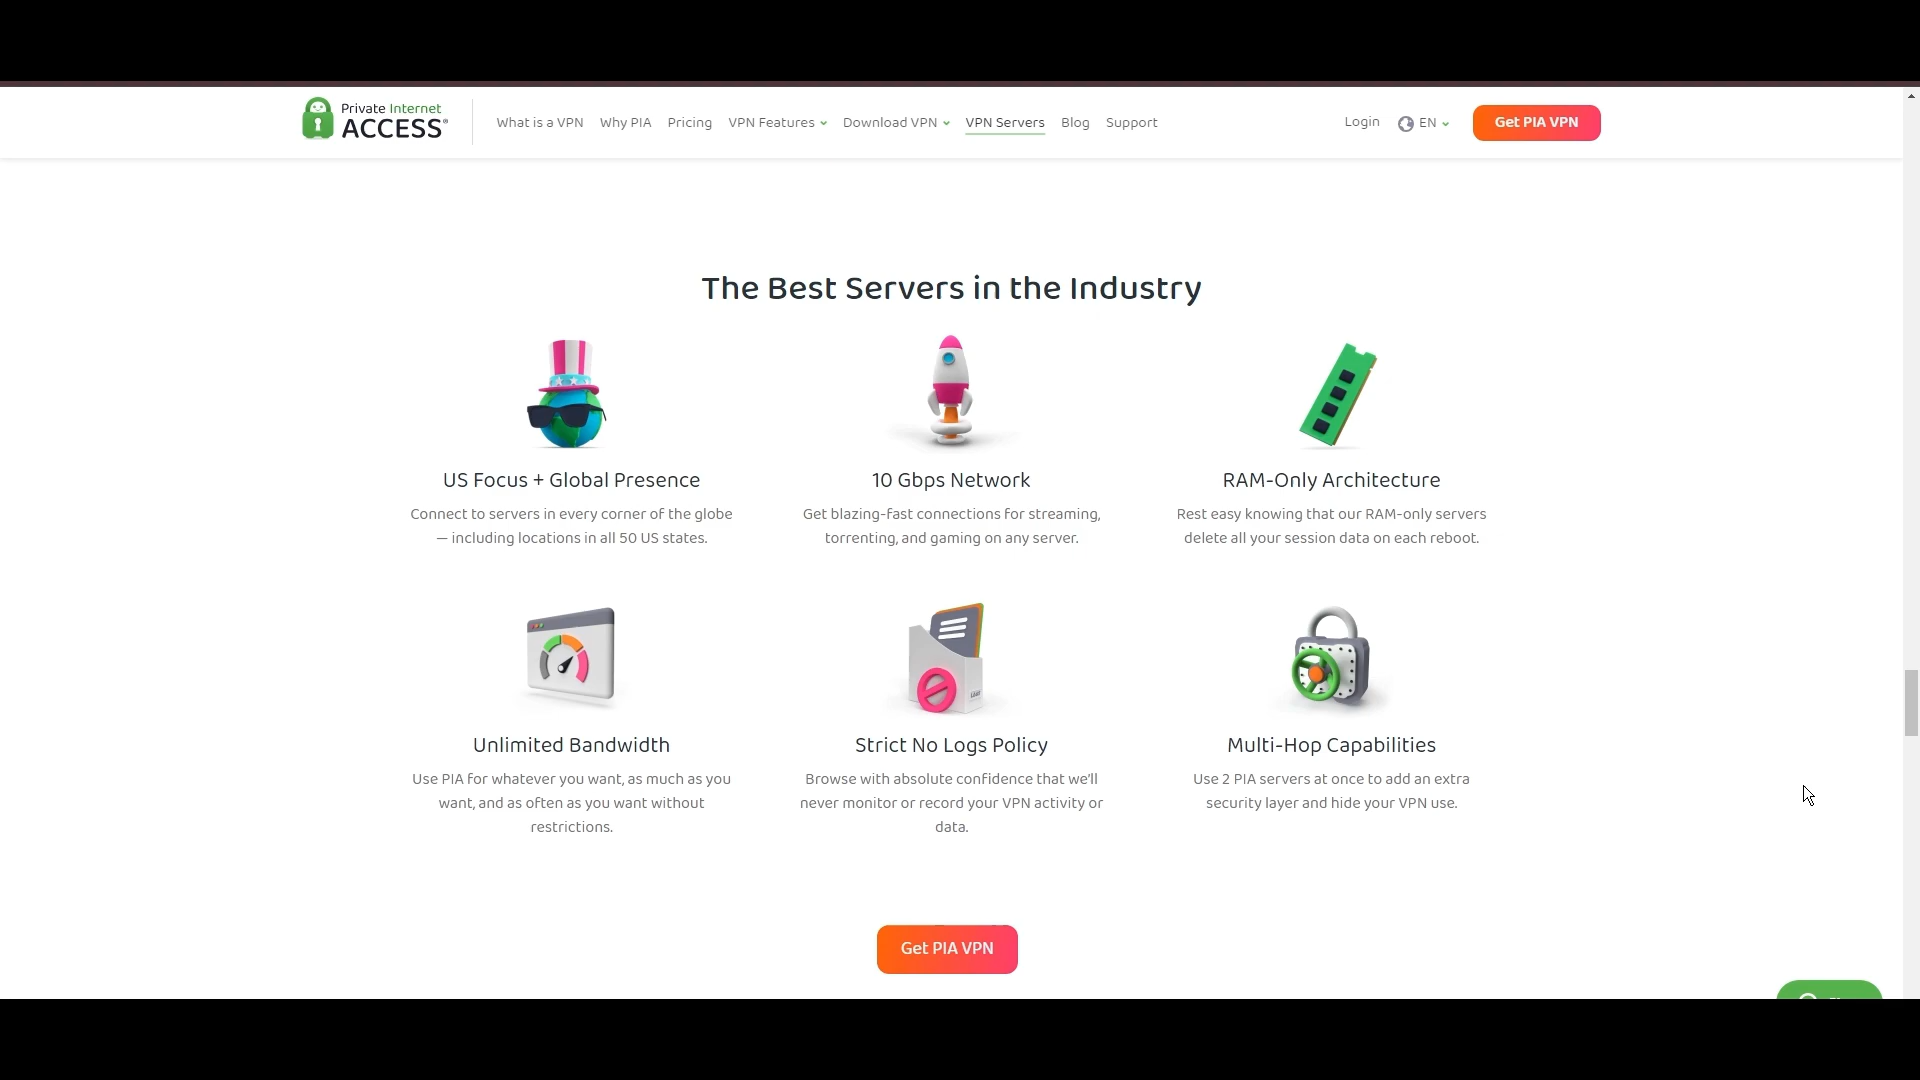 Private Internet
ACCESS®
What is a VPN Why PIA Pricing VPN Features Download VPN VPN Servers Blog Support Login EN Get PIA VPN
The Best Servers in the Industry
US Focus + Global Presence
Connect to servers in every corner of the globe
— including locations in all 50 US states.
10 Gbps Network
Get blazing-fast connections for streaming,
torrenting, and gaming on any server.
RAM-Only Architecture
Rest easy knowing that our RAM-only servers
delete all your session data on each reboot.
Unlimited Bandwidth
Use PIA for whatever you want, as much as you
want, and as often as you want without
restrictions.
Strict No Logs Policy
Browse with absolute confidence that we'll
never monitor or record your VPN activity or
data.
Multi-Hop Capabilities
Use 2 PIA servers at once to add an extra
security layer and hide your VPN use.
Get PIA VPN